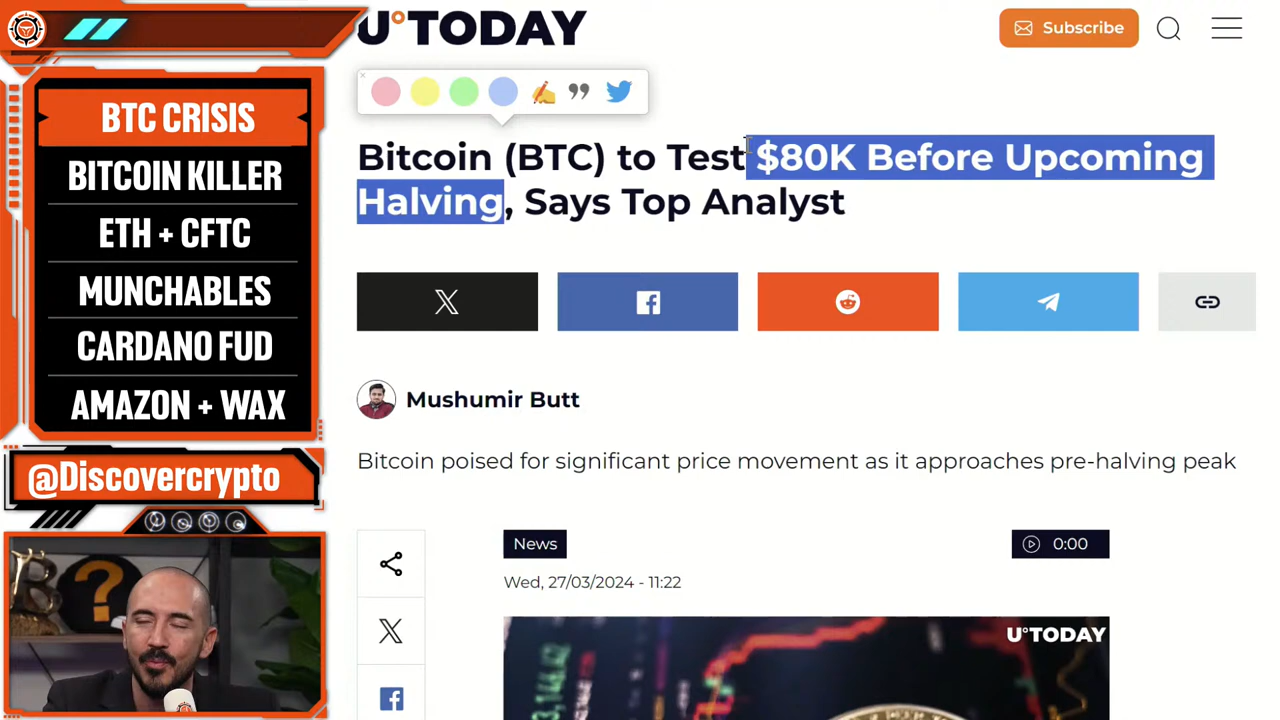 BTC CRISIS
BITCOIN KILLER
ETH + CFTC
MUNCHABLES
CARDANO FUD
AMAZON + WAX
@Discovercrypto
U°TODAY
Subscribe
Bitcoin (BTC) to Test $80K Before Upcoming
Halving, Says Top Analyst
Mushumir Butt
Bitcoin poised for significant price movement as it approaches pre-halving peak
News
0:00
Wed, 27/03/2024 - 11:22
U°TODAY